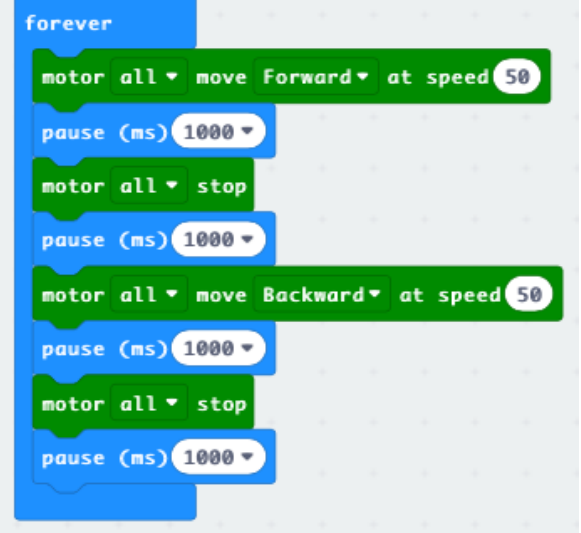 forever
motor all move Forward at speed 50
pause (ms) 1000
motor all stop
pause (ms) 1000
motor all move Backward at speed 50
pause (ms) 1000
motor all stop
pause (ms) 1000